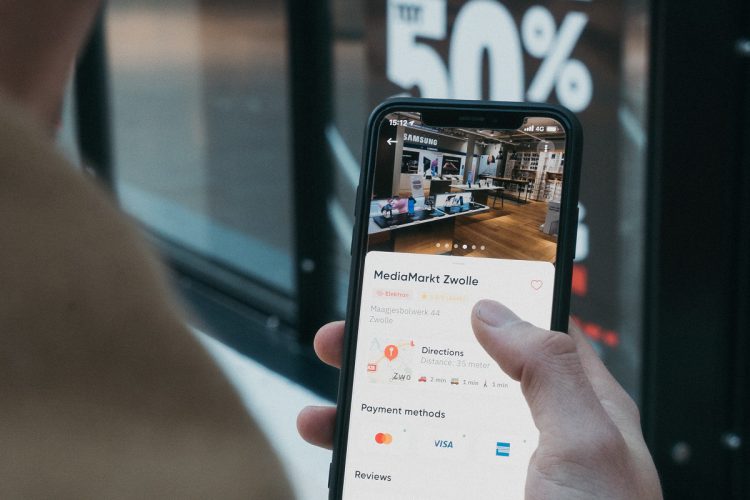 TOT
50%
15:12
4G
SAMSUNG
MediaMarkt Zwolle
Elektran
Maagjesbolwerk 44
Zwolle
Directions
Distance, 35 meter
Zwo
2 min
1 min
1 min
Payment methods
VISA
Reviews